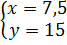 x = 7,5
y = 15